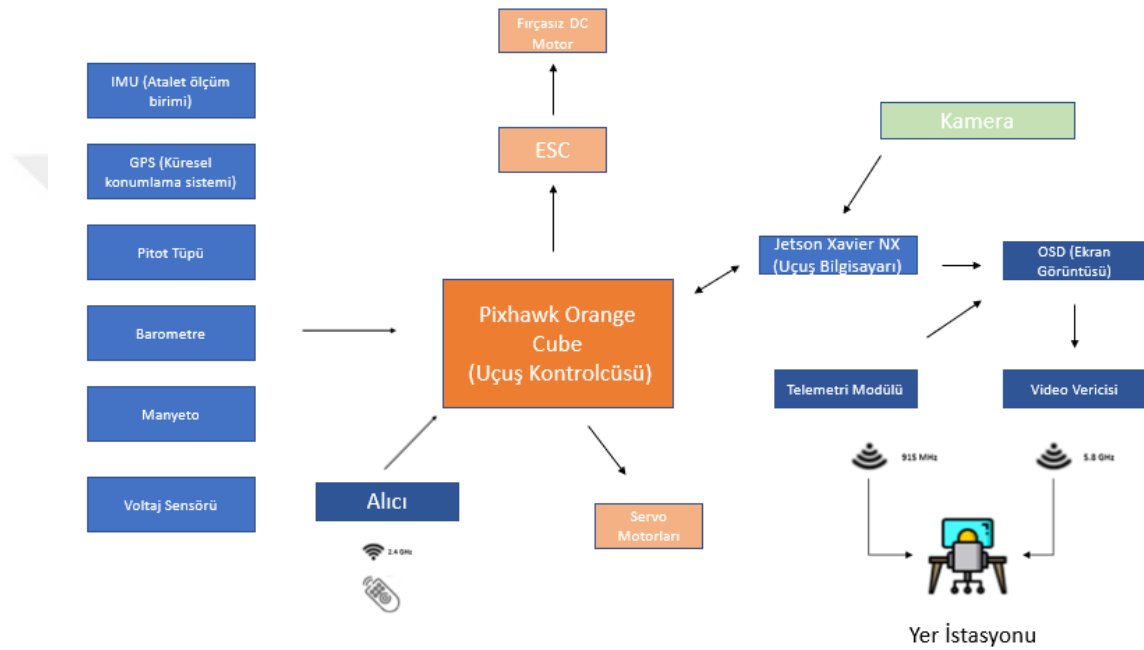 Fırçasız DC
Motor
IMU (Atalet ölçüm
birimi)
GPS (Küresel
konumlama sistemi)
Pitot Tüpü
Barometre
Manyeto
Voltaj Sensörü
ESC
Kamera
Jetson Xavier NX
(Uçuş Bilgisayarı)
OSD (Ekran
Görüntüsü)
Pixhawk Orange
Cube
(Uçuş Kontrolcüsü)
Telemetri Modülü
Video Vericisi
915 MHz
5.8 GHz
Alıcı
2.4 GHz
Servo
Motorları
Yer İstasyonu